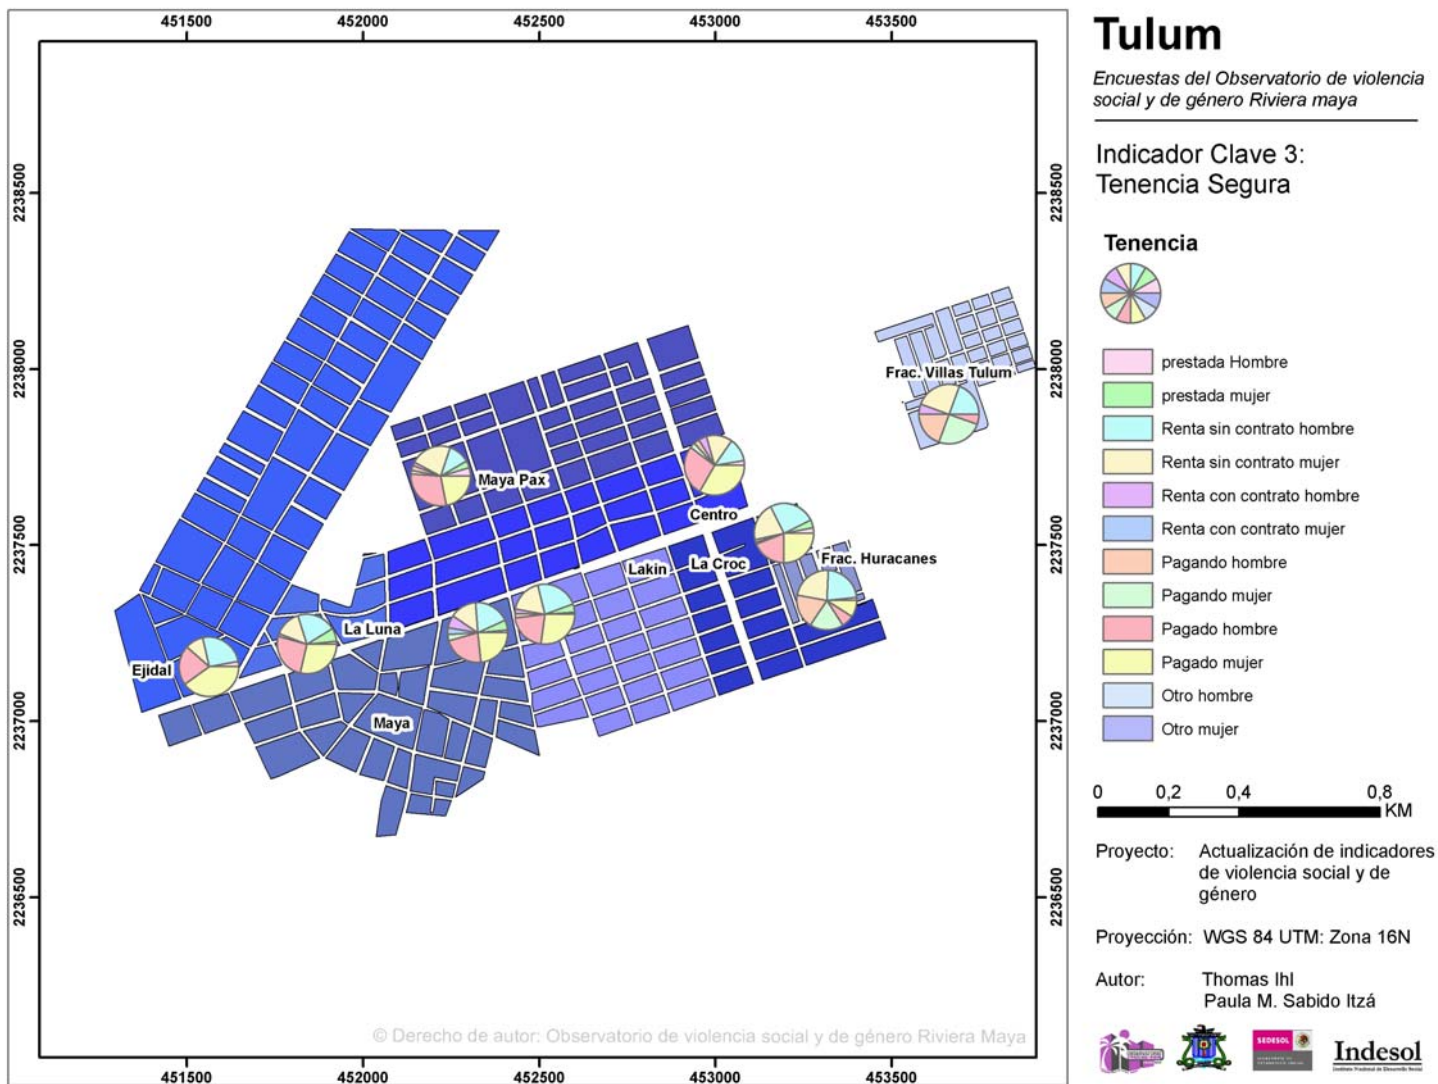 451500 452000 452500 453000 453500
2238500
2238000
2237500
2237000
2236500
2238500
2238000
2237500
2237000
2236500
Frac. Villas Tulum
Maya Pax
Centro
Frac. Huracanes
La Croc
Lakin
La Luna
Ejidal
Maya
© Derecho de autor: Observatorio de violencia social y de género Riviera Maya
451500 452000 452500 453000 453500
Tulum
Encuestas del Observatorio de violencia
social y de género Riviera maya
Indicador Clave 3:
Tenencia Segura
Tenencia
prestada Hombre
prestada mujer
Renta sin contrato hombre
Renta sin contrato mujer
Renta con contrato hombre
Renta con contrato mujer
Pagando hombre
Pagando mujer
Pagado hombre
Pagado mujer
Otro hombre
Otro mujer
0 0,2 0,4 0,8
KM
Proyecto: Actualización de indicadores
de violencia social y de
género
Proyección: WGS 84 UTM: Zona 16N
Autor: Thomas Ihl
Paula M. Sabido Itzá
SEDESOL
Indesol